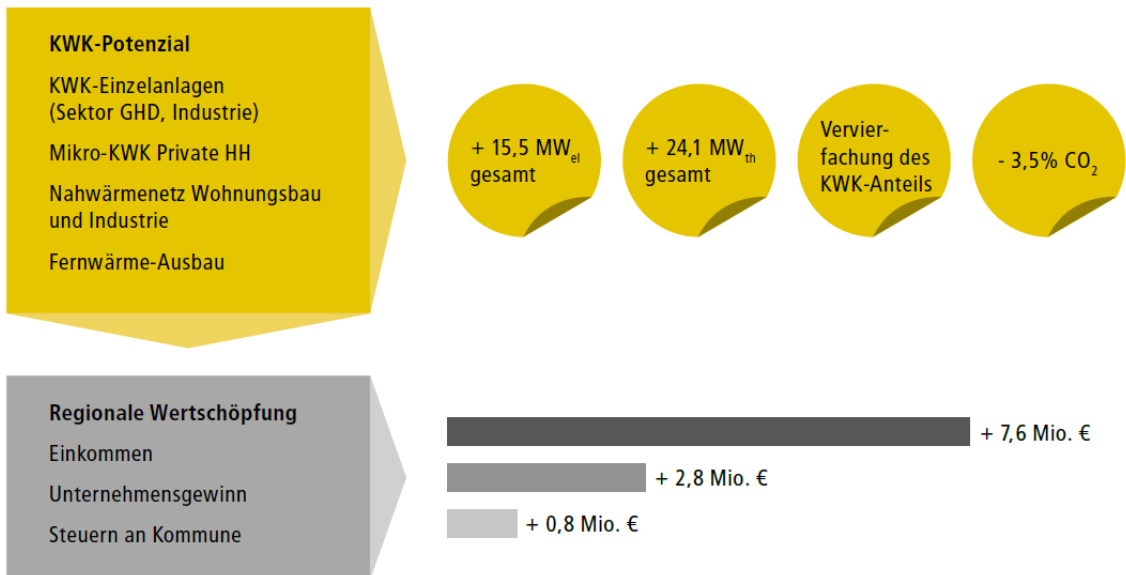 KWK-Potenzial
KWK-Einzelanlagen
(Sektor GHD, Industrie)
Mikro-KWK Private HH
Nahwärmenetz Wohnungsbau
und Industrie
Fernwärme-Ausbau
+ 15,5 MWel
gesamt
+ 24,1 MWth
gesamt
Vervier-
fachung des
KWK-Anteils
- 3,5% CO2
Regionale Wertschöpfung
Einkommen
Unternehmensgewinn
Steuern an Kommune
+ 7,6 Mio. €
+ 2,8 Mio. €
+ 0,8 Mio. €